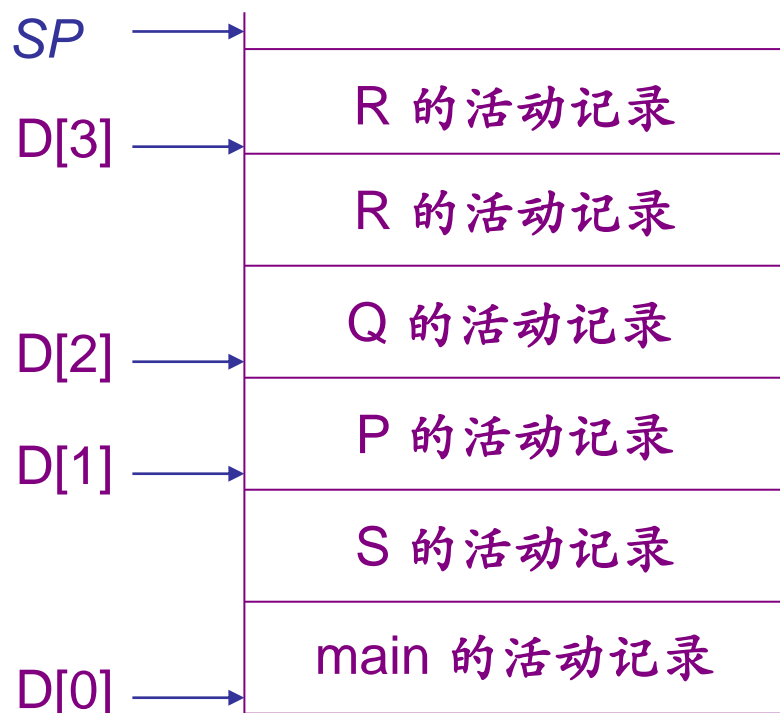 SP
R 的活动记录
D[3]
R 的活动记录
Q 的活动记录
D[2]
P 的活动记录
D[1]
S 的活动记录
main 的活动记录
D[0]